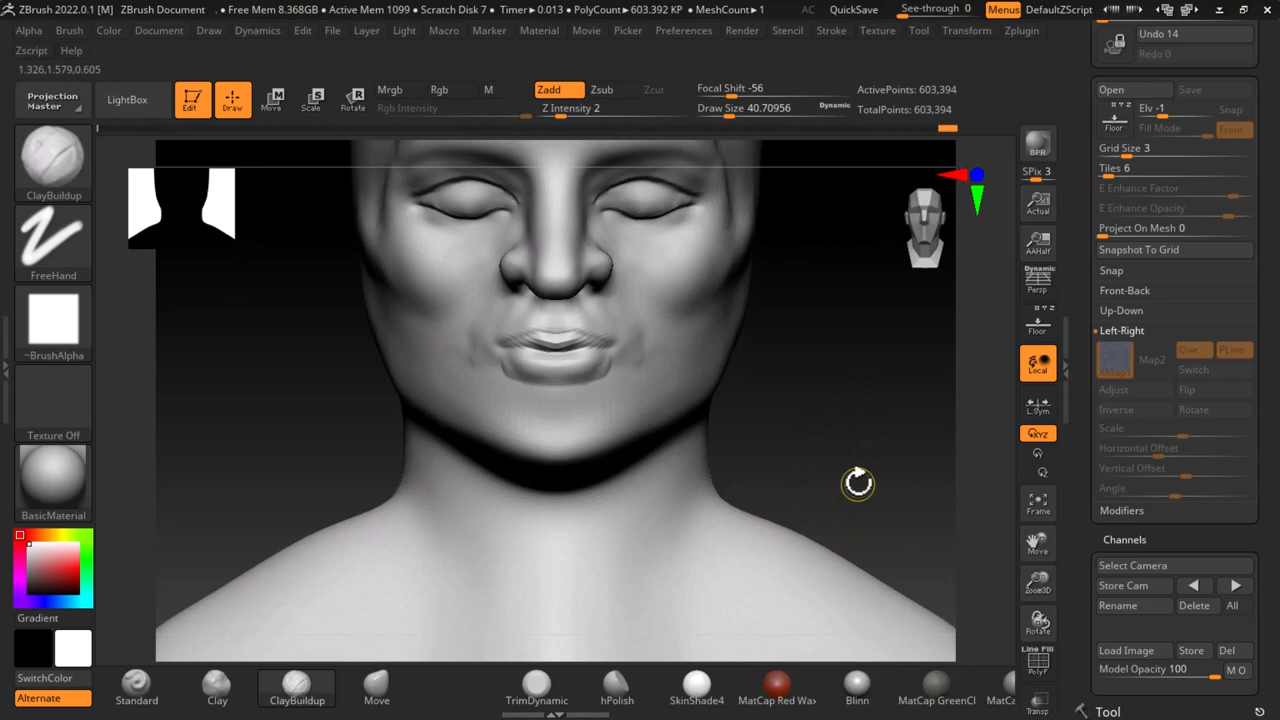 ZBrush 2022.0.1 [M] ZBrush Document . • Free Mem 8.368GB • Active Mem 1099 • Scratch Disk 7 • Timer▶0.013 • PolyCount▶603.392 KP • MeshCount▶1 AC QuickSave See-through 0 Menus DefaultZScript
Alpha Brush Color Document Draw Dynamics Edit File Layer Light Macro Marker Material Movie Picker Preferences Render Stencil Stroke Texture Tool Transform Zplugin
Zscript Help
1.326,1.579,0.605
Projection Master
LightBox
Edit
Draw
Move
Scale
Rotate
Mrgb Rgb M
Rgb Intensity
Zadd Zsub Zcut
Z Intensity 2
Focal Shift -56
Draw Size 40.70956 Dynamic
ActivePoints: 603,394
TotalPoints: 603,394
ClayBuildup
FreeHand
~BrushAlpha
Texture Off
BasicMaterial
Gradient
SwitchColor
Alternate
BPR
SPix 3
Actual
AAHalf
Dynamic
Persp
X Y Z
Floor
Local
L.Sym
XYZ
Frame
Move
Zoom3D
Rotate
Line Fill
PolyF
Transp
Undo 14
Redo 0
Open Save
X Y Z
Floor
Elv -1 Snap
Fill Mode Front
Grid Size 3
Tiles 6
E Enhance Factor
E Enhance Opacity
Project On Mesh 0
Snapshot To Grid
Snap
Front-Back
Up-Down
Left-Right
Map2
One PLine
Switch
Adjust Flip
Inverse Rotate
Scale
Horizontal Offset
Vertical Offset
Angle
Modifiers
Channels
Select Camera
Store Cam
Rename Delete All
Load Image Store Del
Model Opacity 100 M O
Tool
Standard Clay ClayBuildup Move TrimDynamic hPolish SkinShade4 MatCap Red Wax Blinn MatCap GreenCl MatC